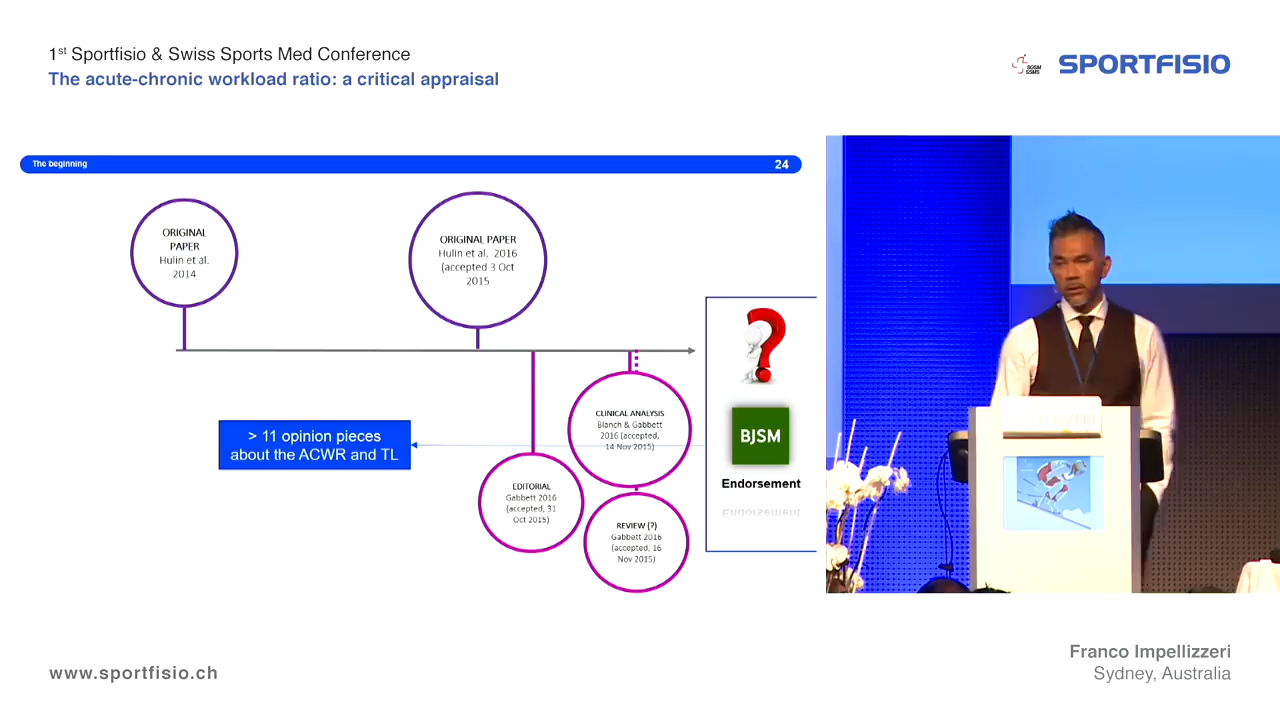 1st Sportfisio & Swiss Sports Med Conference
The acute-chronic workload ratio: a critical appraisal
SGSM
SSMS
SPORTFISIO
The beginning
24
ORIGINAL
PAPER
Hulin et al.
2014
ORIGINAL PAPER
Hulin et al. 2016
(accepted 3 Oct
2015
> 11 opinion pieces
about the ACWR and TL
CLINICAL ANALYSIS
Blanch & Gabbett
2016 (accepted,
14 Nov 2015)
EDITORIAL
Gabbett 2016
(accepted, 31
Oct 2015)
REVIEW (?)
Gabbett 2016
(accepted, 16
Nov 2015)
BJSM
Endorsement
www.sportfisio.ch
Franco Impellizzeri
Sydney, Australia